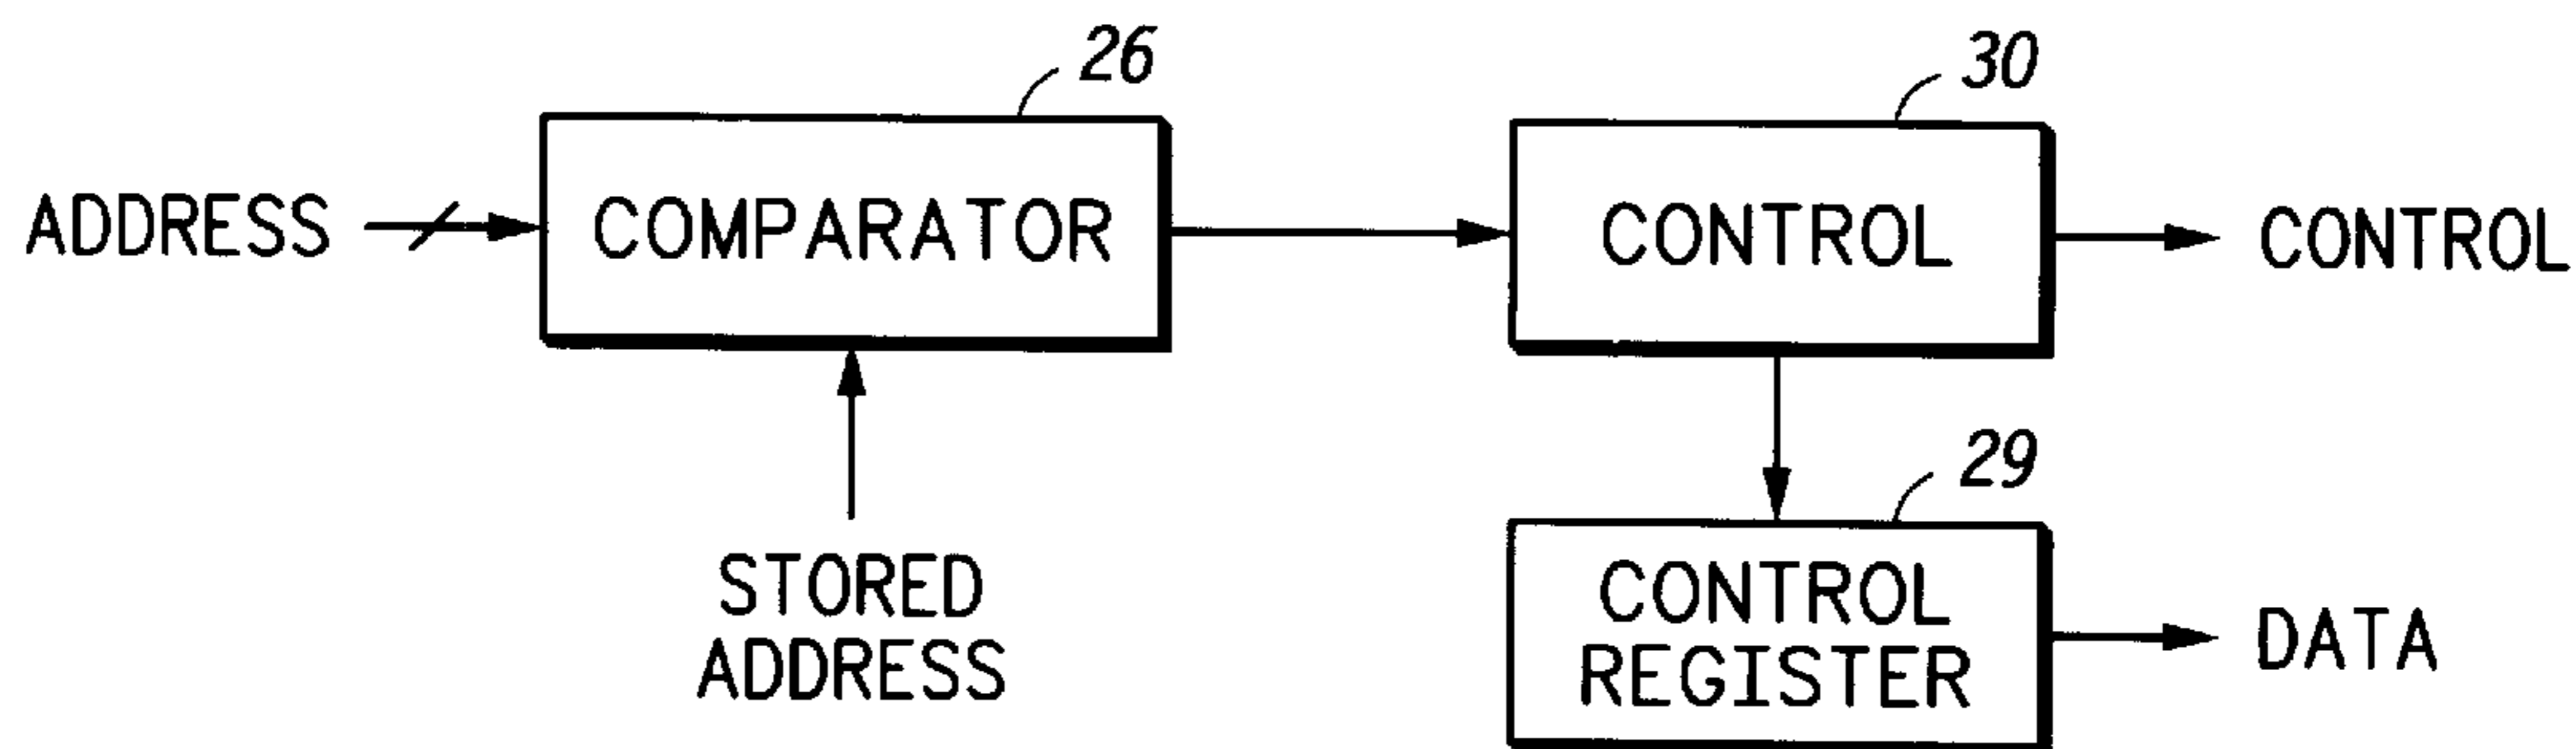 26
30
ADDRESS
COMPARATOR
CONTROL
CONTROL
29
STORED
ADDRESS
CONTROL
REGISTER
DATA